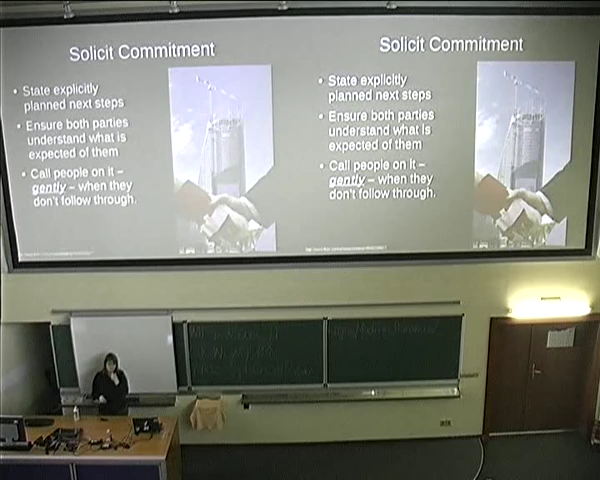 Solicit Commitment
• State explicitly
planned next steps
• Ensure both parties
understand what is
expected of them
• Call people on it –
gently – when they
don't follow through.
Solicit Commitment
• State explicitly
planned next steps
• Ensure both parties
understand what is
expected of them
• Call people on it –
gently – when they
don't follow through.